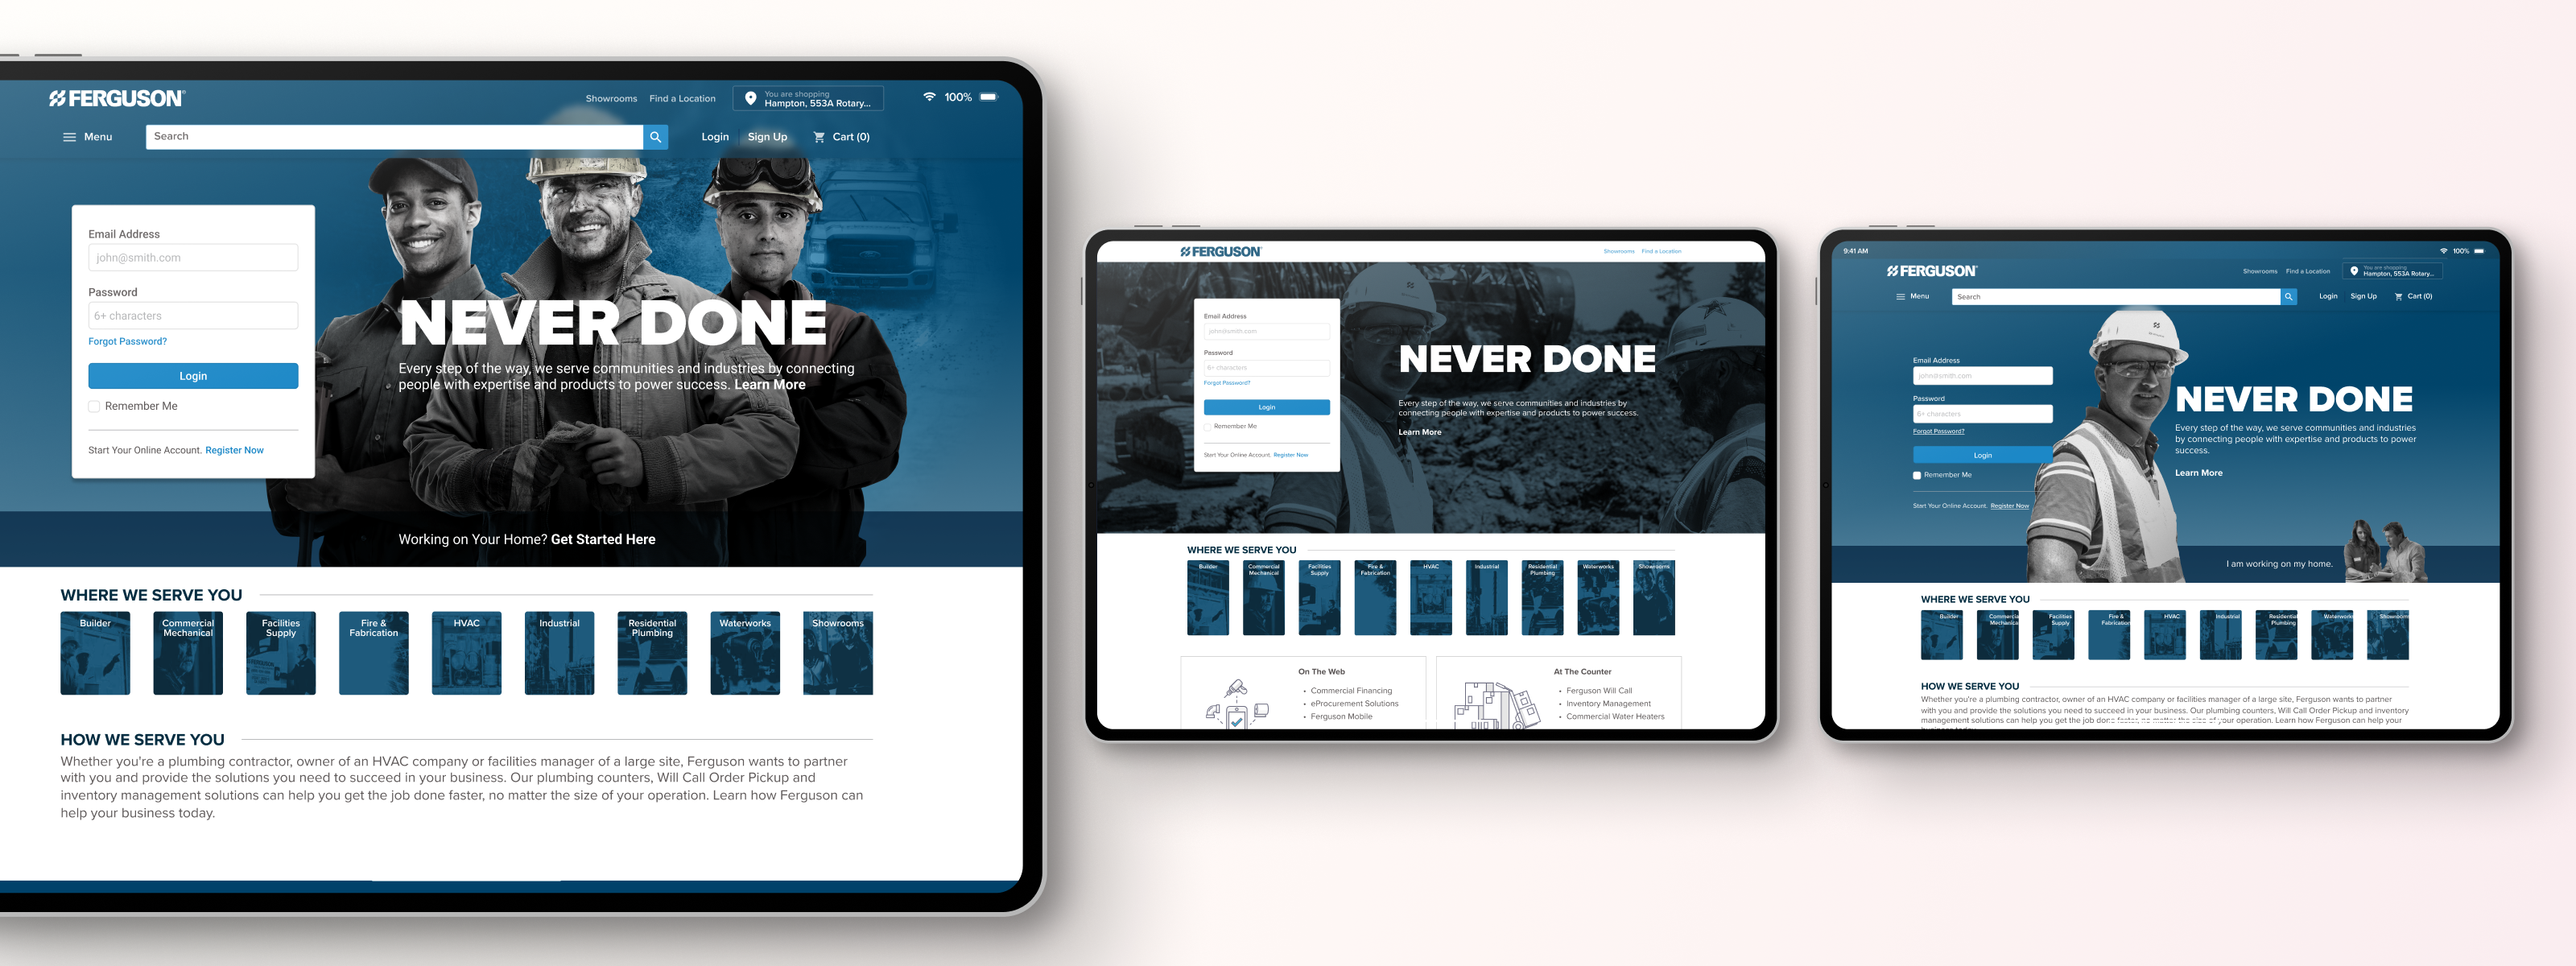 FERGUSON®
Showrooms
Find a Location
You are shopping
Hampton, 553A Rotary...
100%
Menu
Search
Login
Sign Up
Cart (0)
Email Address
john@smith.com
Password
6+ characters
Forgot Password?
Login
Remember Me
Start Your Online Account. Register Now
NEVER DONE
Every step of the way, we serve communities and industries by connecting
people with expertise and products to power success. Learn More
Working on Your Home? Get Started Here
WHERE WE SERVE YOU
Builder
Commercial
Mechanical
Facilities
Supply
Fire &
Fabrication
HVAC
Industrial
Residential
Plumbing
Waterworks
Showrooms
HOW WE SERVE YOU
Whether you're a plumbing contractor, owner of an HVAC company or facilities manager of a large site, Ferguson wants to partner
with you and provide the solutions you need to succeed in your business. Our plumbing counters, Will Call Order Pickup and
inventory management solutions can help you get the job done faster, no matter the size of your operation. Learn how Ferguson can
help your business today.
FERGUSON
Showrooms
Find a Location
Email Address
john@smith.com
Password
6+ characters
Forgot Password?
Login
Remember Me
Start Your Online Account. Register Now
NEVER DONE
Every step of the way, we serve communities and industries by
connecting people with expertise and products to power success.
Learn More
WHERE WE SERVE YOU
Builder
Commercial
Mechanical
Facilities
Supply
Fire &
Fabrication
HVAC
Industrial
Residential
Plumbing
Waterworks
Showrooms
On The Web
• Commercial Financing
• eProcurement Solutions
• Ferguson Mobile
At The Counter
• Ferguson Will Call
• Inventory Management
• Commercial Water Heaters
9:41 AM
100%
FERGUSON
Showrooms
Find a Location
You are shopping
Hampton, 553A Rotary...
Menu
Search
Login
Sign Up
Cart (0)
Email Address
john@smith.com
Password
6+ characters
Forgot Password?
Login
Remember Me
Start Your Online Account. Register Now
NEVER DONE
Every step of the way, we serve communities and industries
by connecting people with expertise and products to power
success.
Learn More
I am working on my home.
WHERE WE SERVE YOU
Builder
Commercia
Mechanica
Facilities
Supply
Fire &
Fabrication
HVAC
Industrial
Residential
Plumbing
Waterworks
Showroom
HOW WE SERVE YOU
Whether you're a plumbing contractor, owner of an HVAC company or facilities manager of a large site, Ferguson wants to partner
with you and provide the solutions you need to succeed in your business. Our plumbing counters, Will Call Order Pickup and inventory
management solutions can help you get the job done faster, no matter the size of your operation. Learn how Ferguson can help your